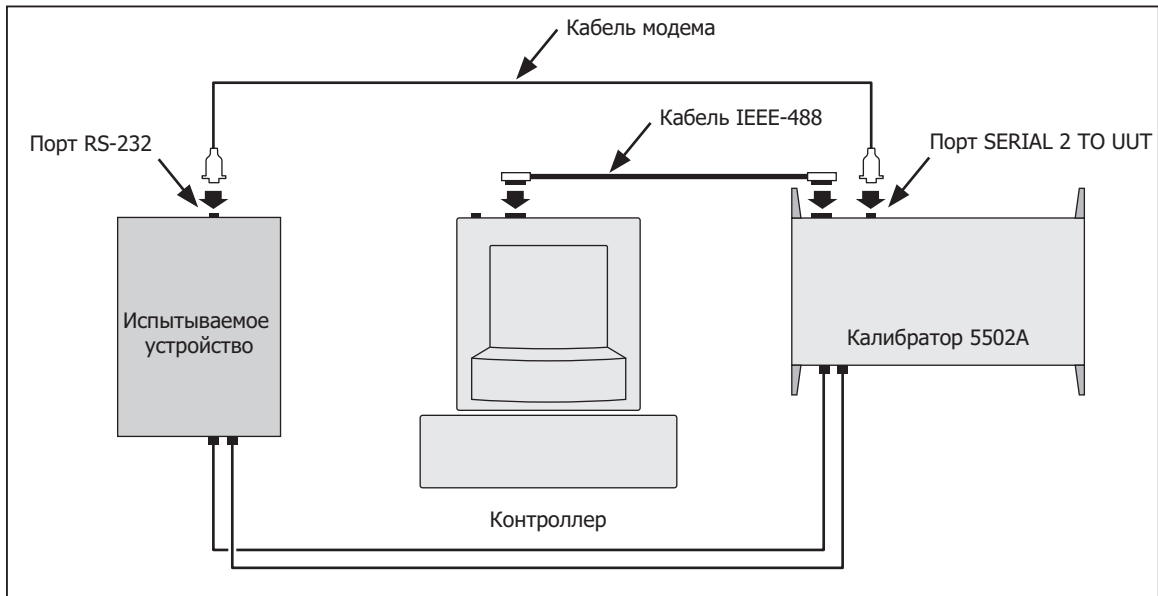 Кабель модема
Кабель IEEE-488
Порт RS-232
Порт SERIAL 2 TO UUT
Испытываемое
устройство
Калибратор 5502A
Контроллер